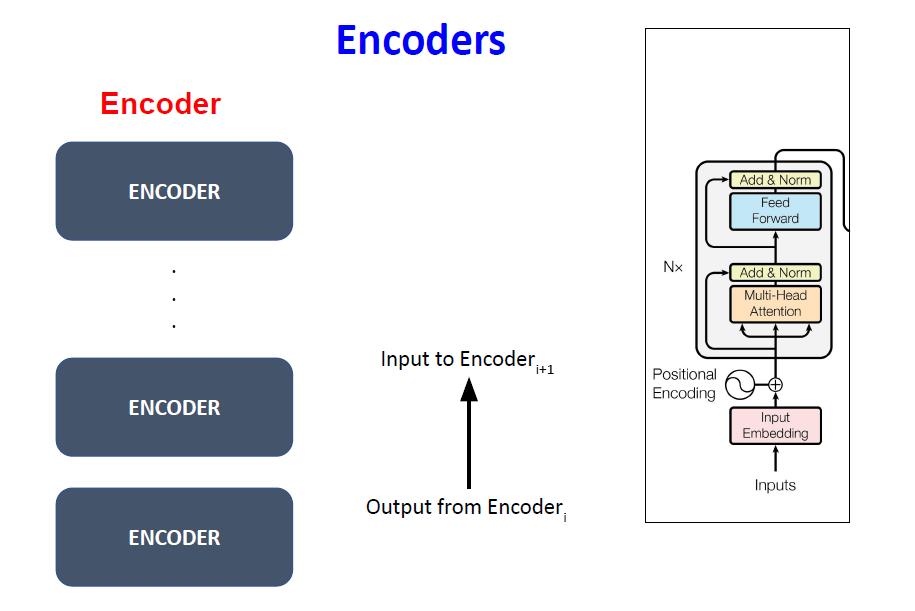 Encoders
Encoder
ENCODER
.
.
.
ENCODER
ENCODER
Input to Encoder i+1
Output from Encoder i
Add & Norm
Feed
Forward
N×
Add & Norm
Multi-Head
Attention
Positional
Encoding
Input
Embedding
Inputs